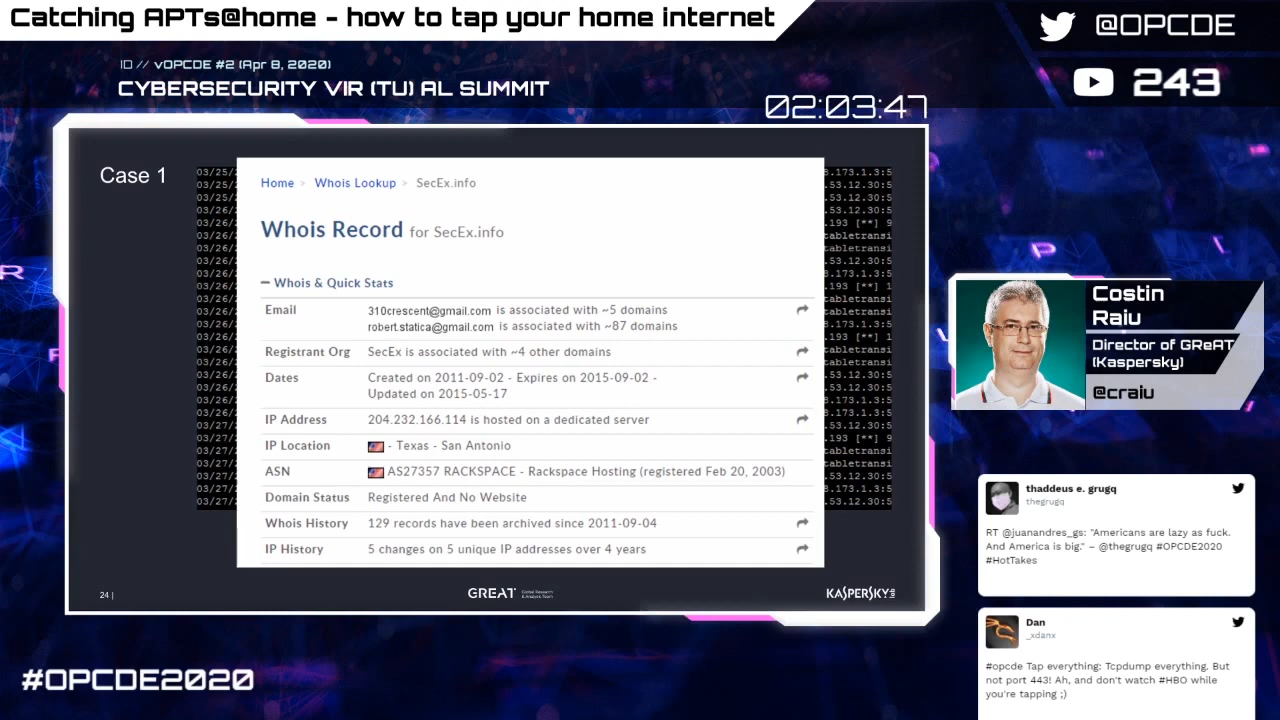 Catching APTs@home - how to tap your home internet
@OPCDE
ID // vOPCDE #2 (Apr 8, 2020)
CYBERSECURITY VIR (TU) AL SUMMIT
243
02:03:47
Case 1
Home > Whois Lookup > SecEx.info
Whois Record for SecEx.info
Whois & Quick Stats
Email 310crescent@gmail.com is associated with ~5 domains
robert.statica@gmail.com is associated with ~87 domains
Registrant Org SecEx is associated with ~4 other domains
Dates Created on 2011-09-02 - Expires on 2015-09-02 -
Updated on 2015-05-17
IP Address 204.232.166.114 is hosted on a dedicated server
IP Location - Texas - San Antonio
ASN AS27357 RACKSPACE - Rackspace Hosting (registered Feb 20, 2003)
Domain Status Registered And No Website
Whois History 129 records have been archived since 2011-09-04
IP History 5 changes on 5 unique IP addresses over 4 years
24 |
GREAT Global Research
& Analysis Team
KASPERSKY
Costin
Raiu
Director of GReAT
(Kaspersky)
@craiu
thaddeus e. grugq
thegrugq
RT @juanandres_gs: "Americans are lazy as fuck.
And America is big." – @thegrugq #OPCDE2020
#HotTakes
Dan
_xdanx
#opcde Tap everything: Tcpdump everything. But
not port 443! Ah, and don't watch #HBO while
you're tapping ;)
#OPCDE2020